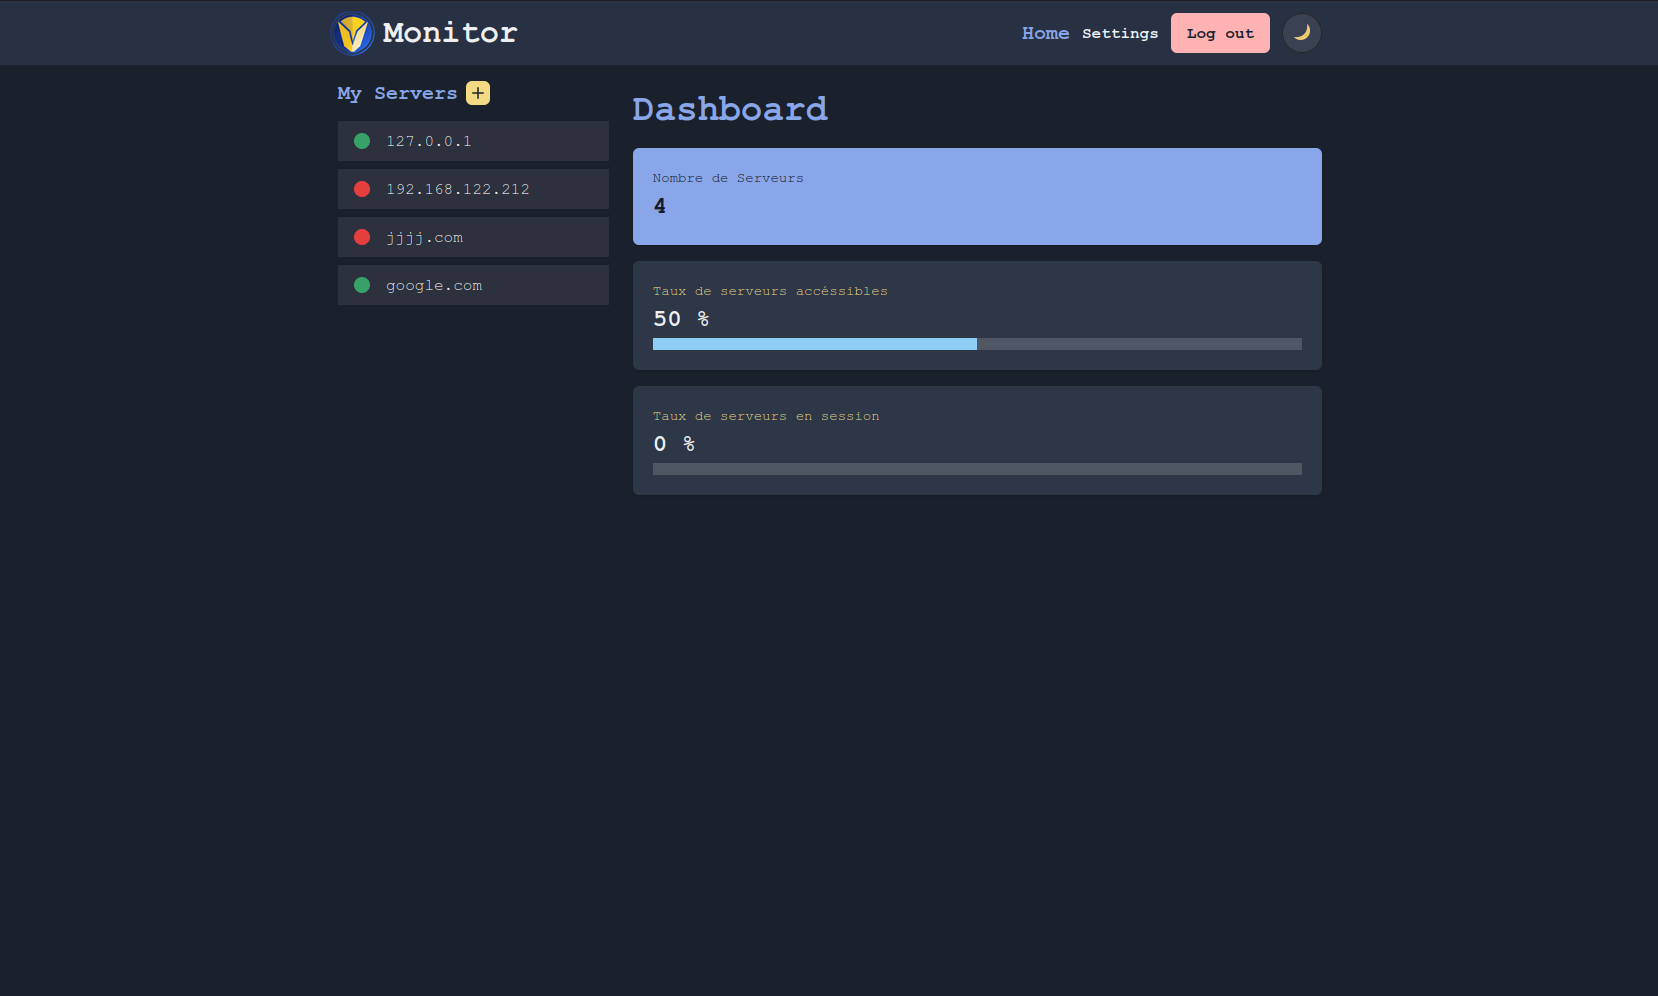 Monitor
Home Settings Log out
My Servers +
127.0.0.1
192.168.122.212
jjjj.com
google.com
Dashboard
Nombre de Serveurs
4
Taux de serveurs accéssibles
50 %
Taux de serveurs en session
0 %